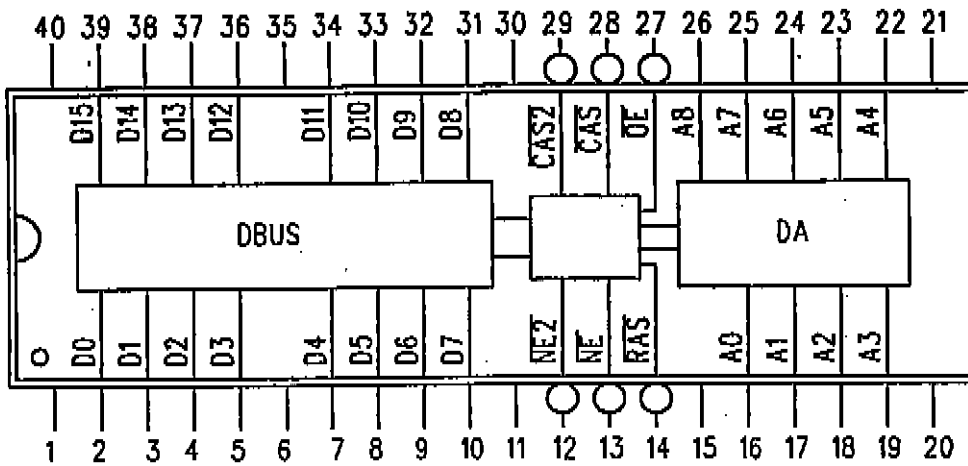 40 39 38 37 36 35 34 33 32 31 30 29 28 27 26 25 24 23 22 21
D15 D14 D13 D12 D11 D10 D9 D8 CAS2 CAS OE A8 A7 A6 A5 A4
DBUS DA
D0 D1 D2 D3 D4 D5 D6 D7 NE2 NE RAS A0 A1 A2 A3
1 2 3 4 5 6 7 8 9 10 11 12 13 14 15 16 17 18 19 20